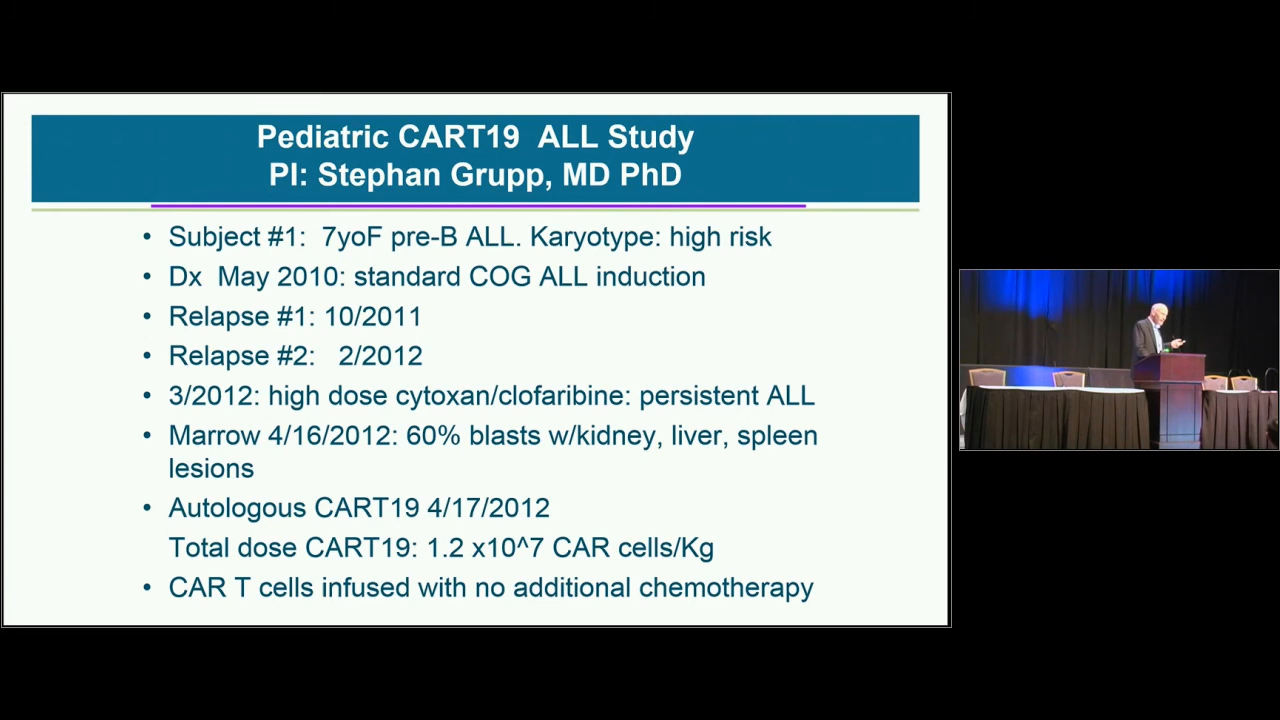 Pediatric CART19 ALL Study
PI: Stephan Grupp, MD PhD
• Subject #1: 7yoF pre-B ALL. Karyotype: high risk
• Dx May 2010: standard COG ALL induction
• Relapse #1: 10/2011
• Relapse #2: 2/2012
• 3/2012: high dose cytoxan/clofaribine: persistent ALL
• Marrow 4/16/2012: 60% blasts w/kidney, liver, spleen
lesions
• Autologous CART19 4/17/2012
Total dose CART19: 1.2 x10^7 CAR cells/Kg
• CAR T cells infused with no additional chemotherapy